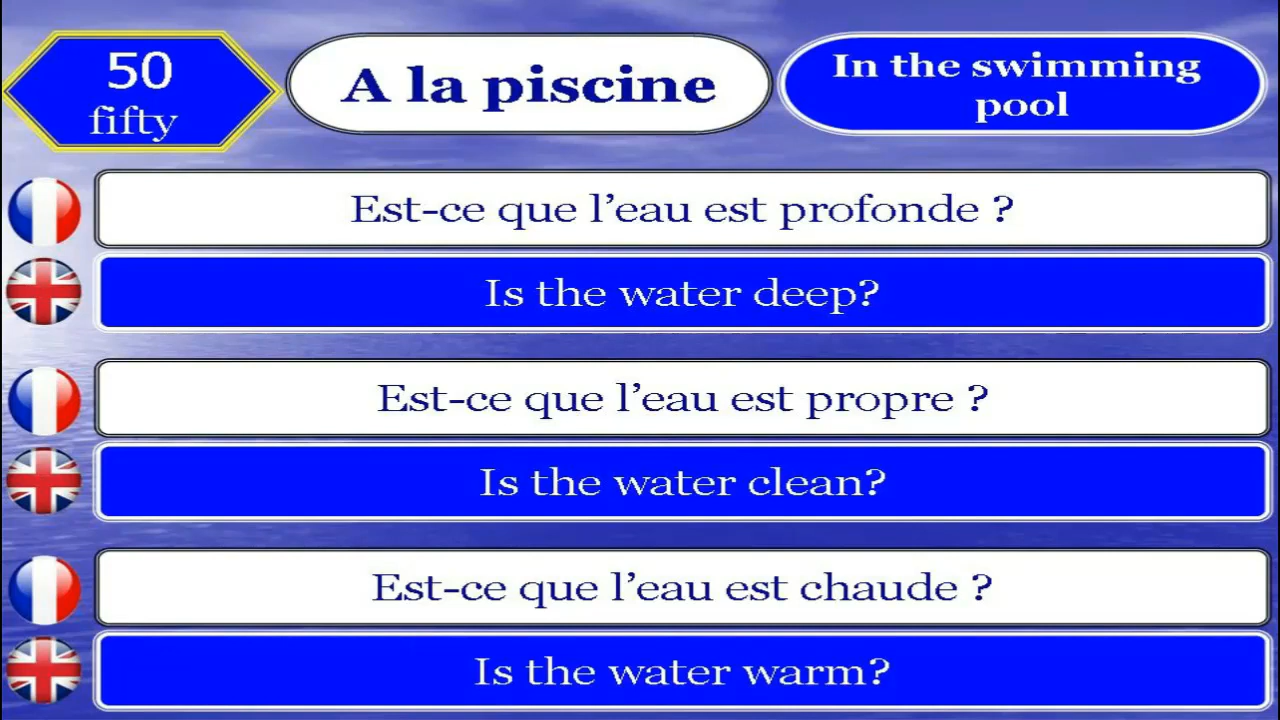 50
fifty
A la piscine
In the swimming
pool
Est-ce que l’eau est profonde ?
Is the water deep?
Est-ce que l’eau est propre ?
Is the water clean?
Est-ce que l’eau est chaude ?
Is the water warm?